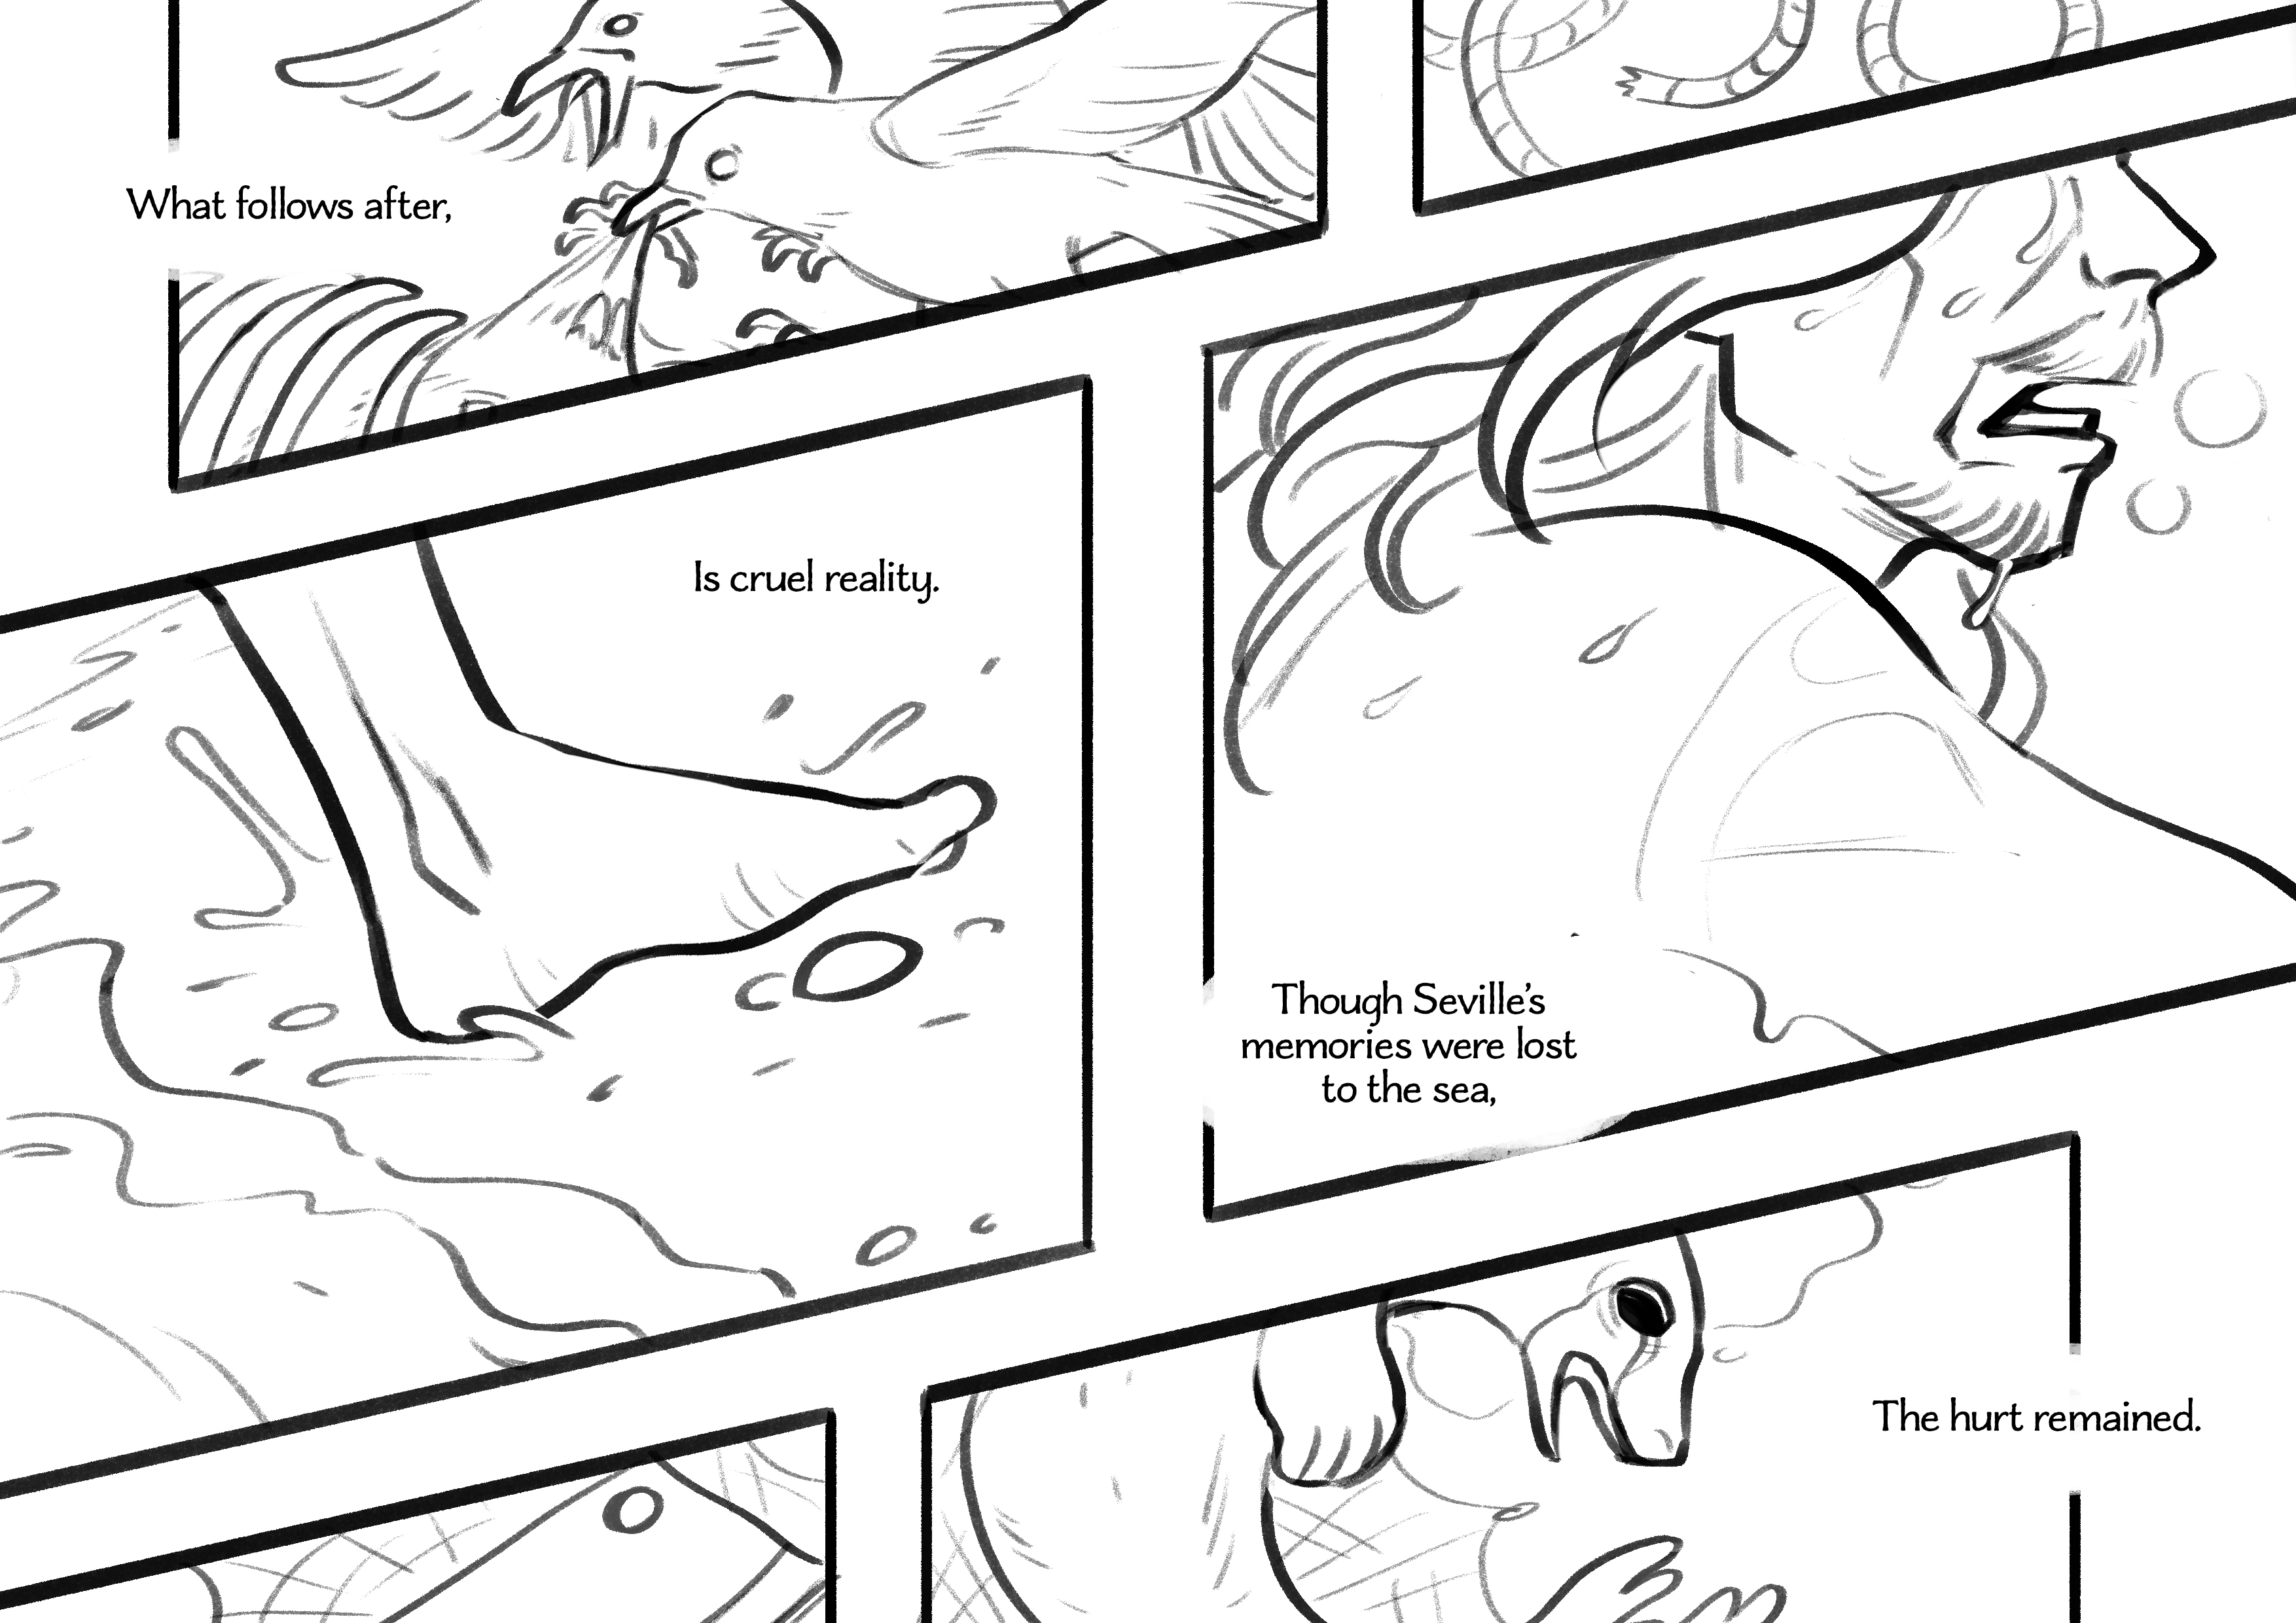 What follows after,
Is cruel reality.
Though Seville’s
memories were lost
to the sea,
The hurt remained.